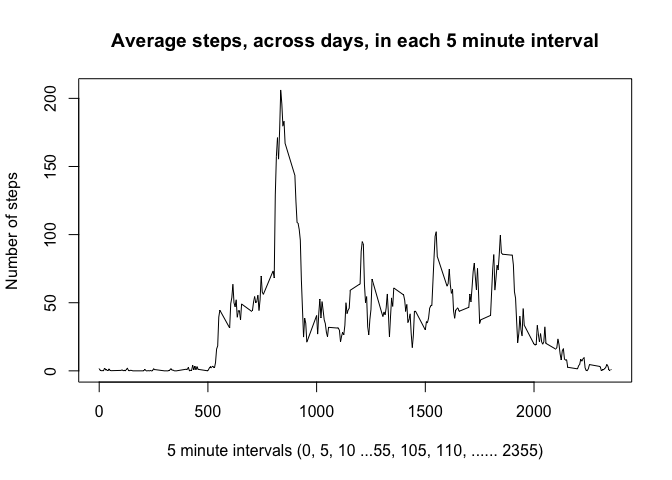 Average steps, across days, in each 5 minute interval
Number of steps
200
150
100
50
0
0 500 1000 1500 2000
5 minute intervals (0, 5, 10 ...55, 105, 110, ...... 2355)